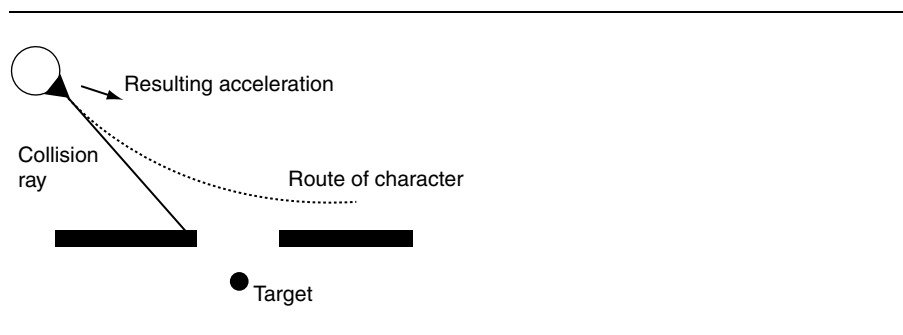 Resulting acceleration
Collision
ray
Route of character
Target